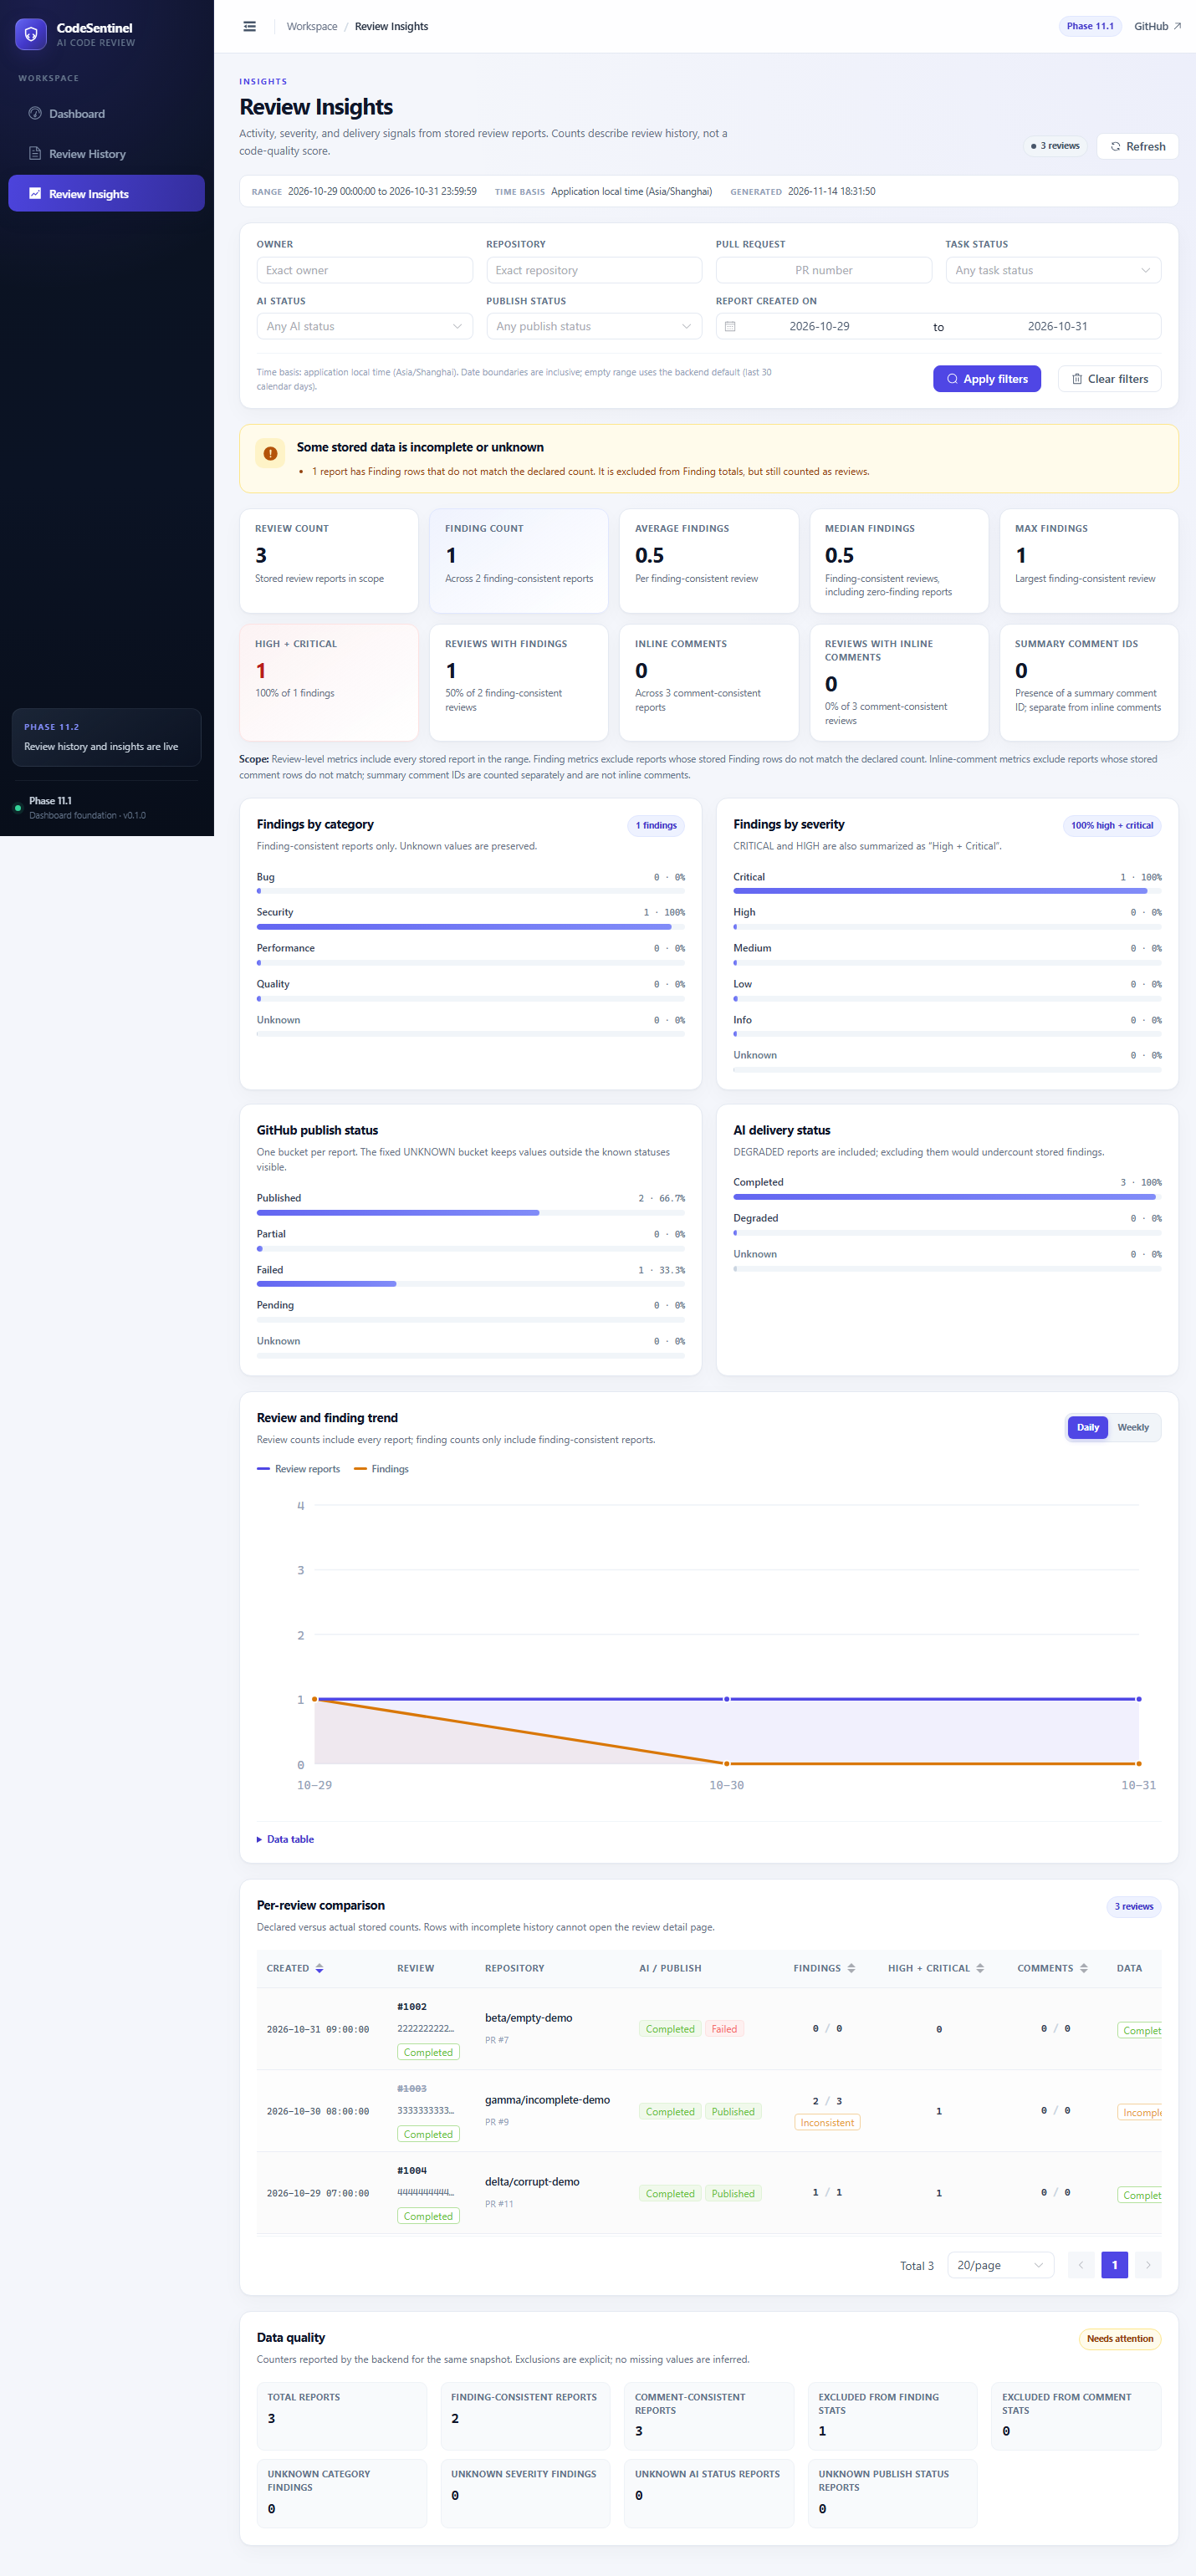 CodeSentinel
AI CODE REVIEW
WORKSPACE
Dashboard
Review History
Review Insights
PHASE 11.2
Review history and insights are live
Phase 11.1
Dashboard foundation · v0.1.0
Workspace / Review Insights
Phase 11.1
GitHub ↗
INSIGHTS
Review Insights
Activity, severity, and delivery signals from stored review reports. Counts describe review history, not a
code-quality score.
3 reviews
Refresh
RANGE 2026-10-29 00:00:00 to 2026-10-31 23:59:59 TIME BASIS Application local time (Asia/Shanghai) GENERATED 2026-11-14 18:31:50
OWNER
Exact owner
REPOSITORY
Exact repository
PULL REQUEST
PR number
TASK STATUS
Any task status
AI STATUS
Any AI status
PUBLISH STATUS
Any publish status
REPORT CREATED ON
2026-10-29 to 2026-10-31
Time basis: application local time (Asia/Shanghai). Date boundaries are inclusive; empty range uses the backend default (last 30
calendar days).
Apply filters
Clear filters
Some stored data is incomplete or unknown
• 1 report has Finding rows that do not match the declared count. It is excluded from Finding totals, but still counted as reviews.
REVIEW COUNT
3
Stored review reports in scope
FINDING COUNT
1
Across 2 finding-consistent reports
AVERAGE FINDINGS
0.5
Per finding-consistent review
MEDIAN FINDINGS
0.5
Finding-consistent reviews,
including zero-finding reports
MAX FINDINGS
1
Largest finding-consistent review
HIGH + CRITICAL
1
100% of 1 findings
REVIEWS WITH FINDINGS
1
50% of 2 finding-consistent
reviews
INLINE COMMENTS
0
Across 3 comment-consistent
reports
REVIEWS WITH INLINE
COMMENTS
0
0% of 3 comment-consistent
reviews
SUMMARY COMMENT IDS
0
Presence of a summary comment
ID; separate from inline comments
Scope: Review-level metrics include every stored report in the range. Finding metrics exclude reports whose stored Finding rows do not match the declared count. Inline-comment metrics exclude reports whose stored
comment rows do not match; summary comment IDs are counted separately and are not inline comments.
Findings by category
1 findings
Finding-consistent reports only. Unknown values are preserved.
Bug 0 · 0%
Security 1 · 100%
Performance 0 · 0%
Quality 0 · 0%
Unknown 0 · 0%
Findings by severity
100% high + critical
CRITICAL and HIGH are also summarized as "High + Critical".
Critical 1 · 100%
High 0 · 0%
Medium 0 · 0%
Low 0 · 0%
Info 0 · 0%
Unknown 0 · 0%
GitHub publish status
One bucket per report. The fixed UNKNOWN bucket keeps values outside the known statuses
visible.
Published 2 · 66.7%
Partial 0 · 0%
Failed 1 · 33.3%
Pending 0 · 0%
Unknown 0 · 0%
AI delivery status
DEGRADED reports are included; excluding them would undercount stored findings.
Completed 3 · 100%
Degraded 0 · 0%
Unknown 0 · 0%
Review and finding trend
Review counts include every report; finding counts only include finding-consistent reports.
Daily Weekly
Review reports Findings
4
3
2
1
0
10-29 10-30 10-31
Data table
Per-review comparison
3 reviews
Declared versus actual stored counts. Rows with incomplete history cannot open the review detail page.
CREATED REVIEW REPOSITORY AI / PUBLISH FINDINGS HIGH + CRITICAL COMMENTS DATA
#1002
2026-10-31 09:00:00 2222222222… beta/empty-demo Completed Failed 0 / 0 0 0 / 0 Complet
PR #7
Completed
#1003
2026-10-30 08:00:00 3333333333… gamma/incomplete-demo Completed Published 2 / 3 1 0 / 0 Incomple
PR #9 Inconsistent
Completed
#1004
2026-10-29 07:00:00 4444444444… delta/corrupt-demo Completed Published 1 / 1 1 0 / 0 Complet
PR #11
Completed
Total 3 20/page 1
Data quality
Needs attention
Counters reported by the backend for the same snapshot. Exclusions are explicit; no missing values are inferred.
TOTAL REPORTS
3
FINDING-CONSISTENT REPORTS
2
COMMENT-CONSISTENT
REPORTS
3
EXCLUDED FROM FINDING
STATS
1
EXCLUDED FROM COMMENT
STATS
0
UNKNOWN CATEGORY
FINDINGS
0
UNKNOWN SEVERITY FINDINGS
0
UNKNOWN AI STATUS REPORTS
0
UNKNOWN PUBLISH STATUS
REPORTS
0